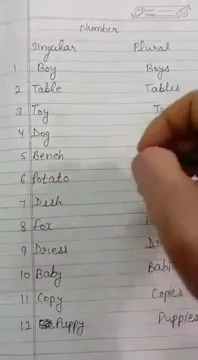 Number
Singular Plural
1 Boy Boys
2 Table Tables
3 Toy
4 Dog
5 Bench
6 Potato
7 Dish
8 Fox
9 Dress
10 Baby
11 Copy Copies
12 Puppy Puppies